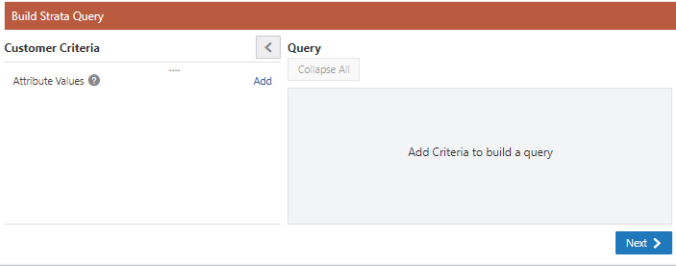 Build Strata Query
Customer Criteria
Attribute Values ?
Add
Query
Collapse All
Add Criteria to build a query
Next